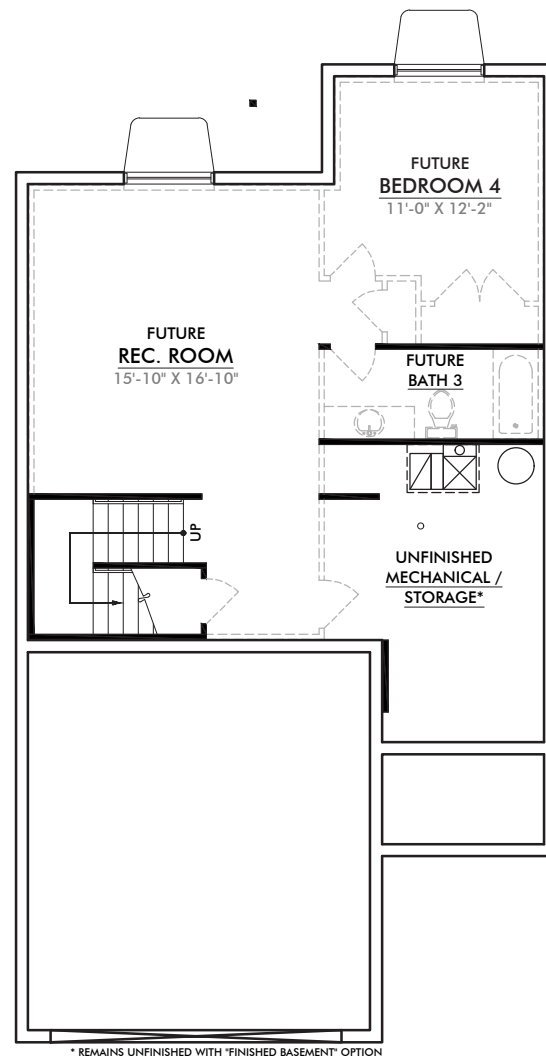 FUTURE
BEDROOM 4
11'-0" X 12'-2"
FUTURE
REC. ROOM
15'-10" X 16'-10"
FUTURE
BATH 3
UP
UNFINISHED
MECHANICAL /
STORAGE*
* REMAINS UNFINISHED WITH "FINISHED BASEMENT" OPTION